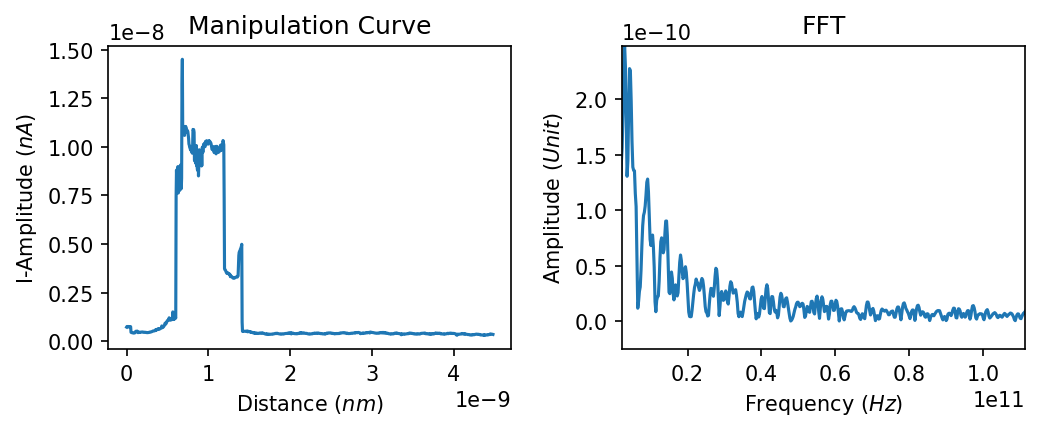 Manipulation Curve
1e−8
1.50
1.25
1.00
0.75
0.50
0.25
0.00
I-Amplitude (nA)
0 1 2 3 4
1e−9
Distance (nm)
FFT
1e−10
2.0
1.5
1.0
0.5
0.0
Amplitude (Unit)
0.2 0.4 0.6 0.8 1.0
1e11
Frequency (Hz)